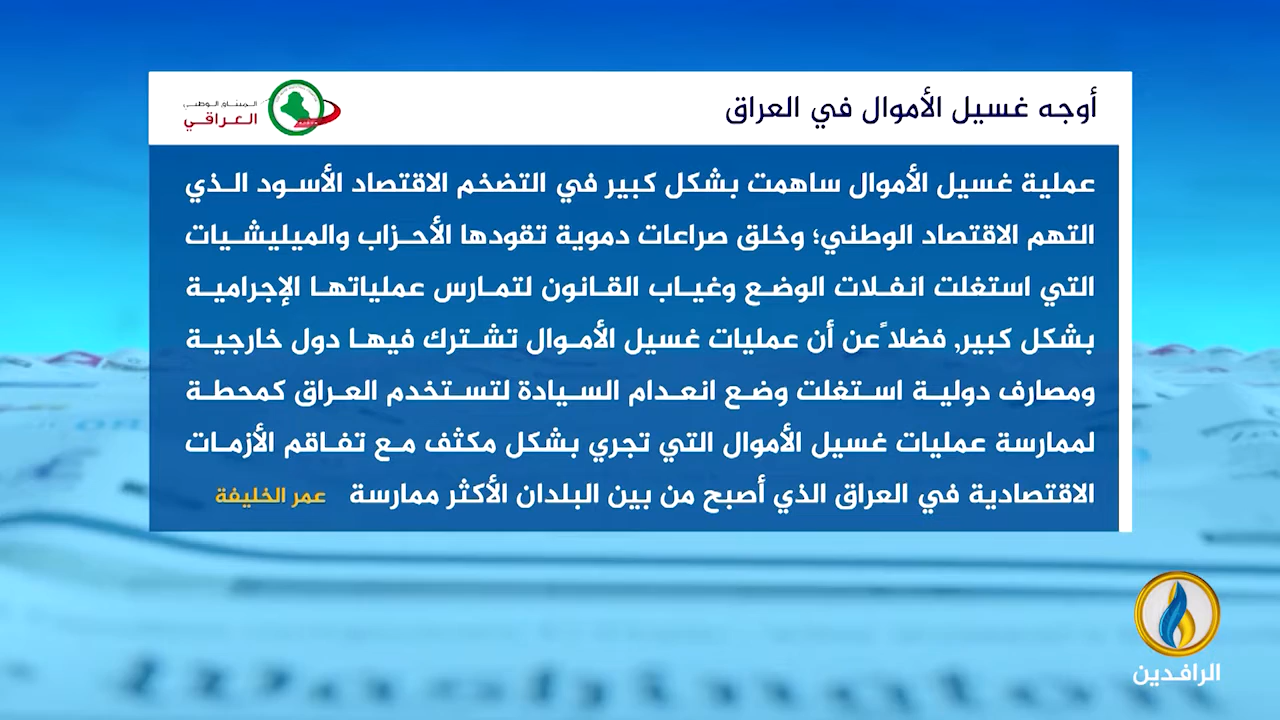 أوجه غسيل الأموال في العراق
الميثاق الوطني
العراقي
عملية غسيل الأموال ساهمت بشكل كبير في التضخم الاقتصاد الأسود الذي
التهم الاقتصاد الوطني؛ وخلق صراعات دموية تقودها الأحزاب والميليشيات
التي استغلت انفلات الوضع وغياب القانون لتمارس عملياتها الإجرامية
بشكل كبير, فضلاً عن أن عمليات غسيل الأموال تشترك فيها دول خارجية
ومصارف دولية استغلت وضع انعدام السيادة لتستخدم العراق كمحطة
لممارسة عمليات غسيل الأموال التي تجري بشكل مكثف مع تفاقم الأزمات
الاقتصادية في العراق الذي أصبح من بين البلدان الأكثر ممارسة عمر الخليفة
الرافدين